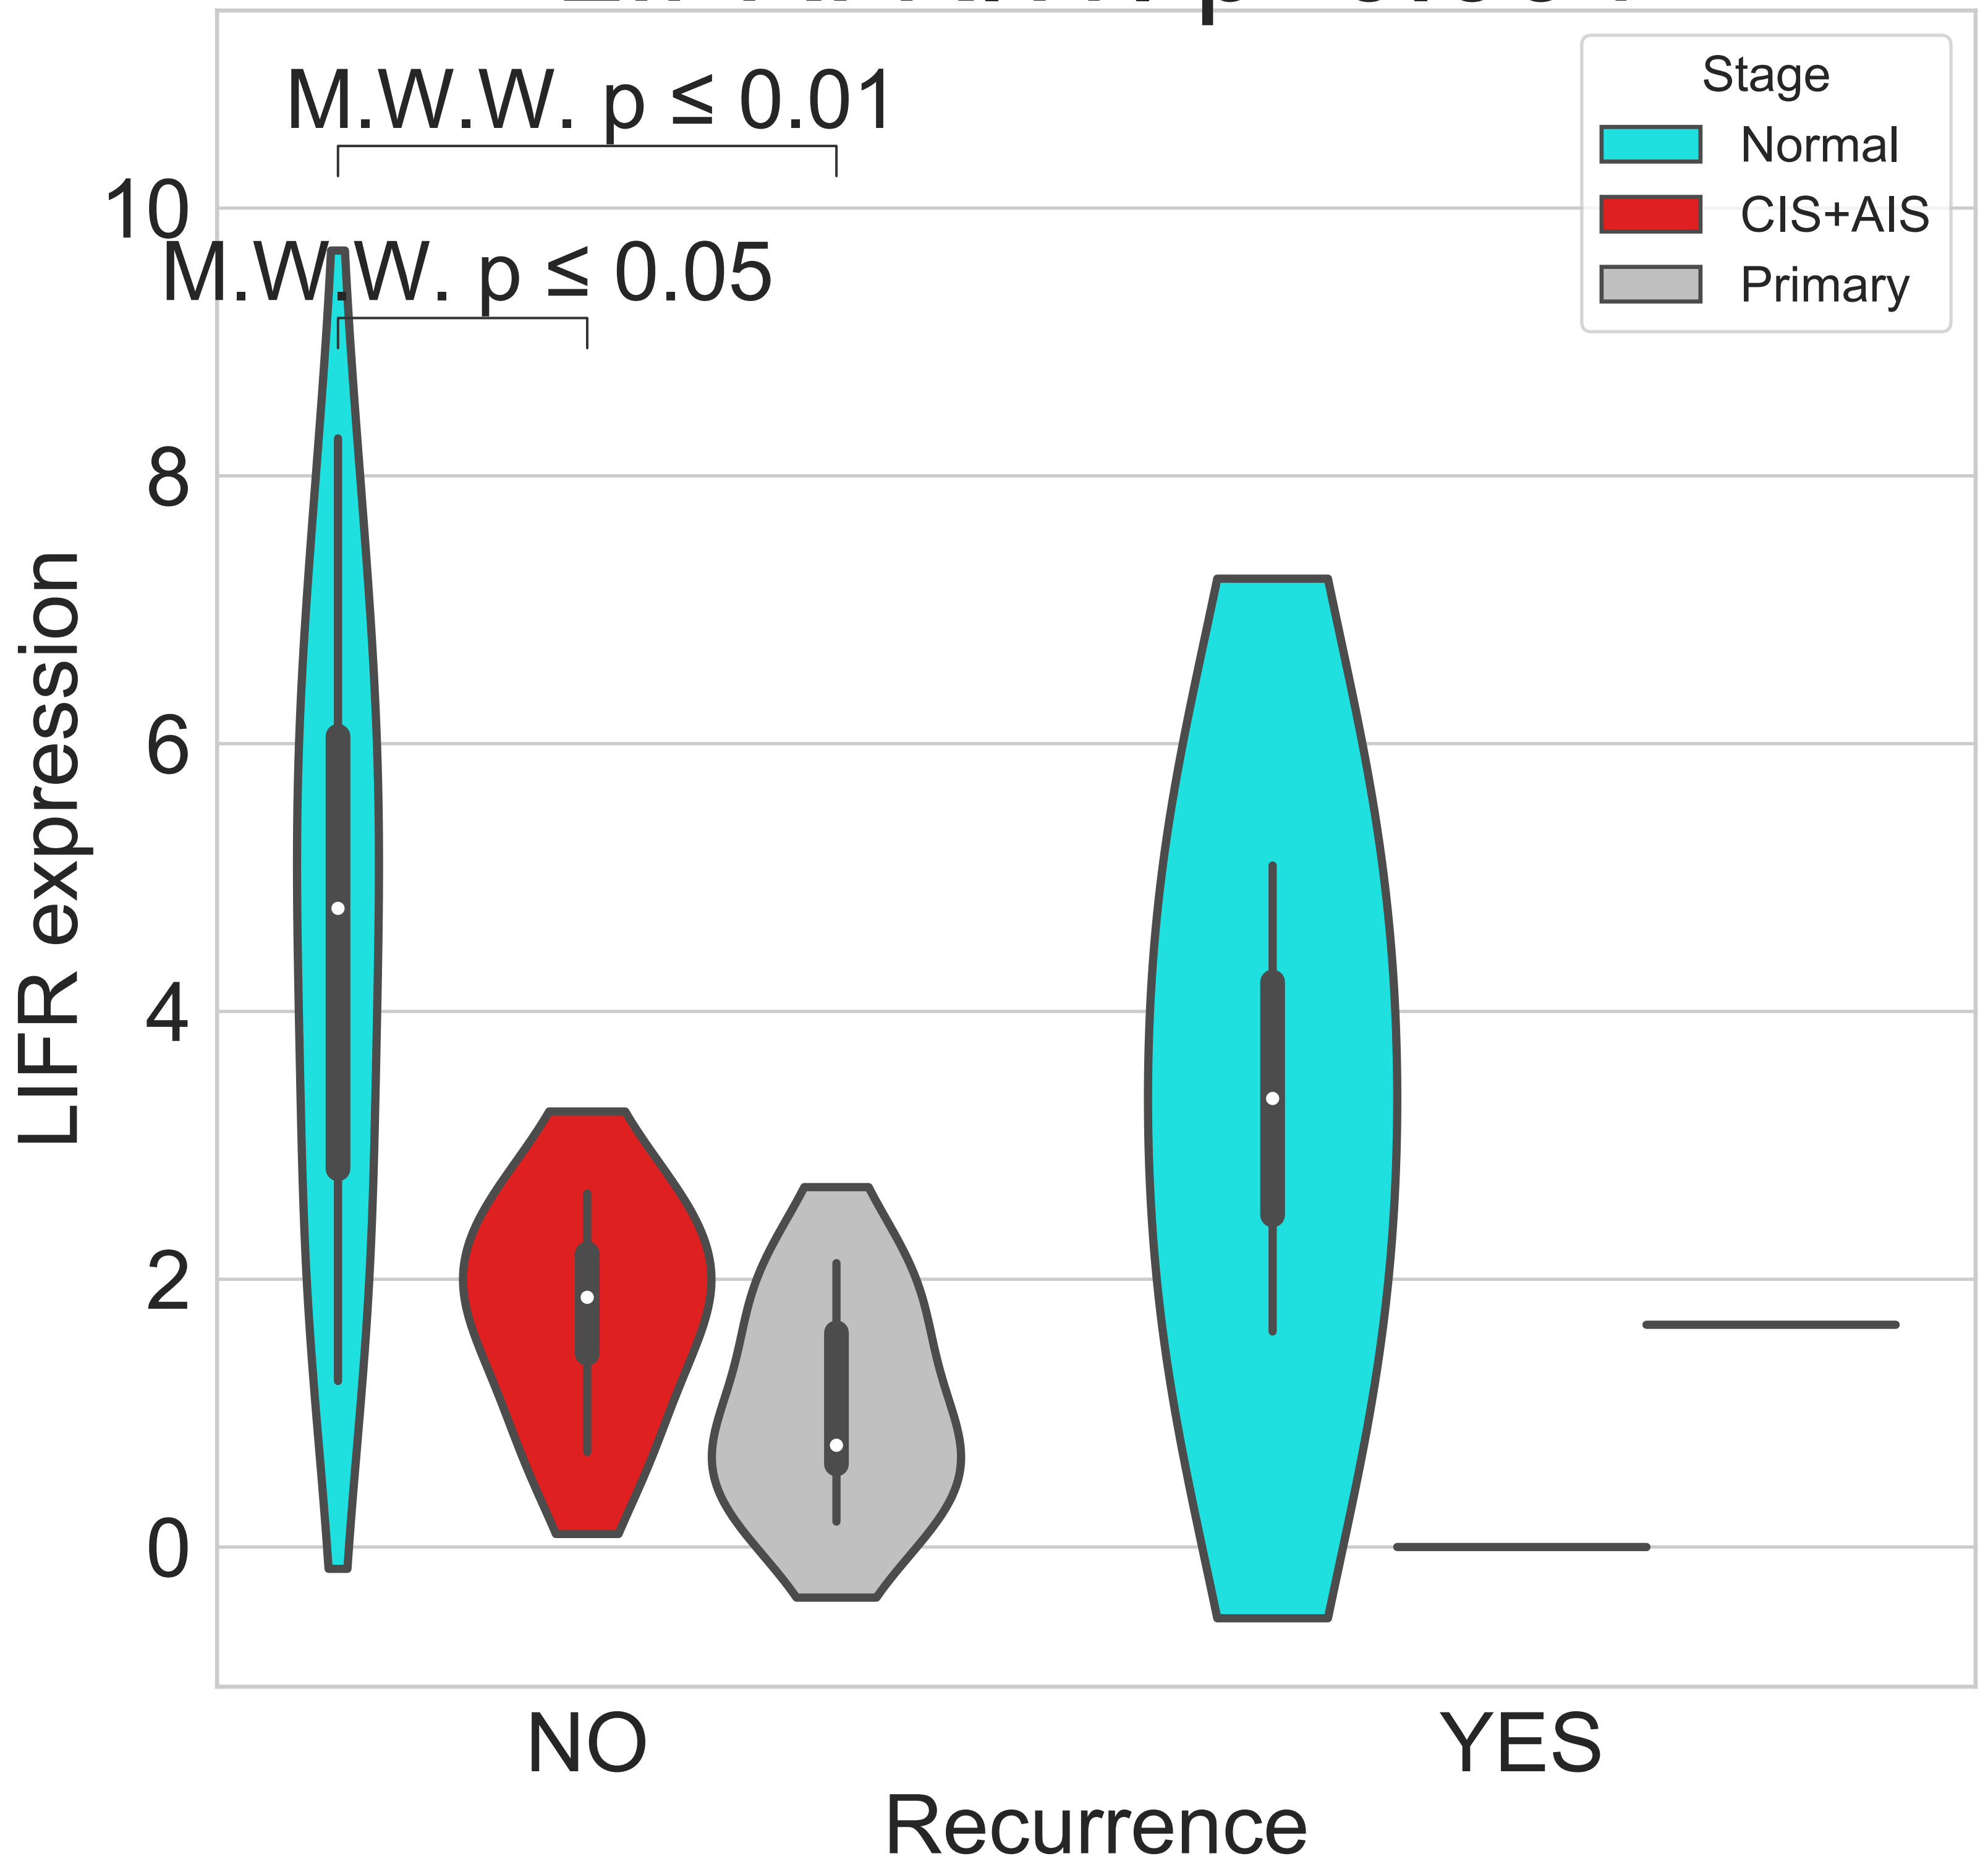 M.W.W. p ≤ 0.01
M.W.W. p ≤ 0.05
Stage
Normal
CIS+AIS
Primary
10
8
6
4
2
0
LIFR expression
NO
YES
Recurrence